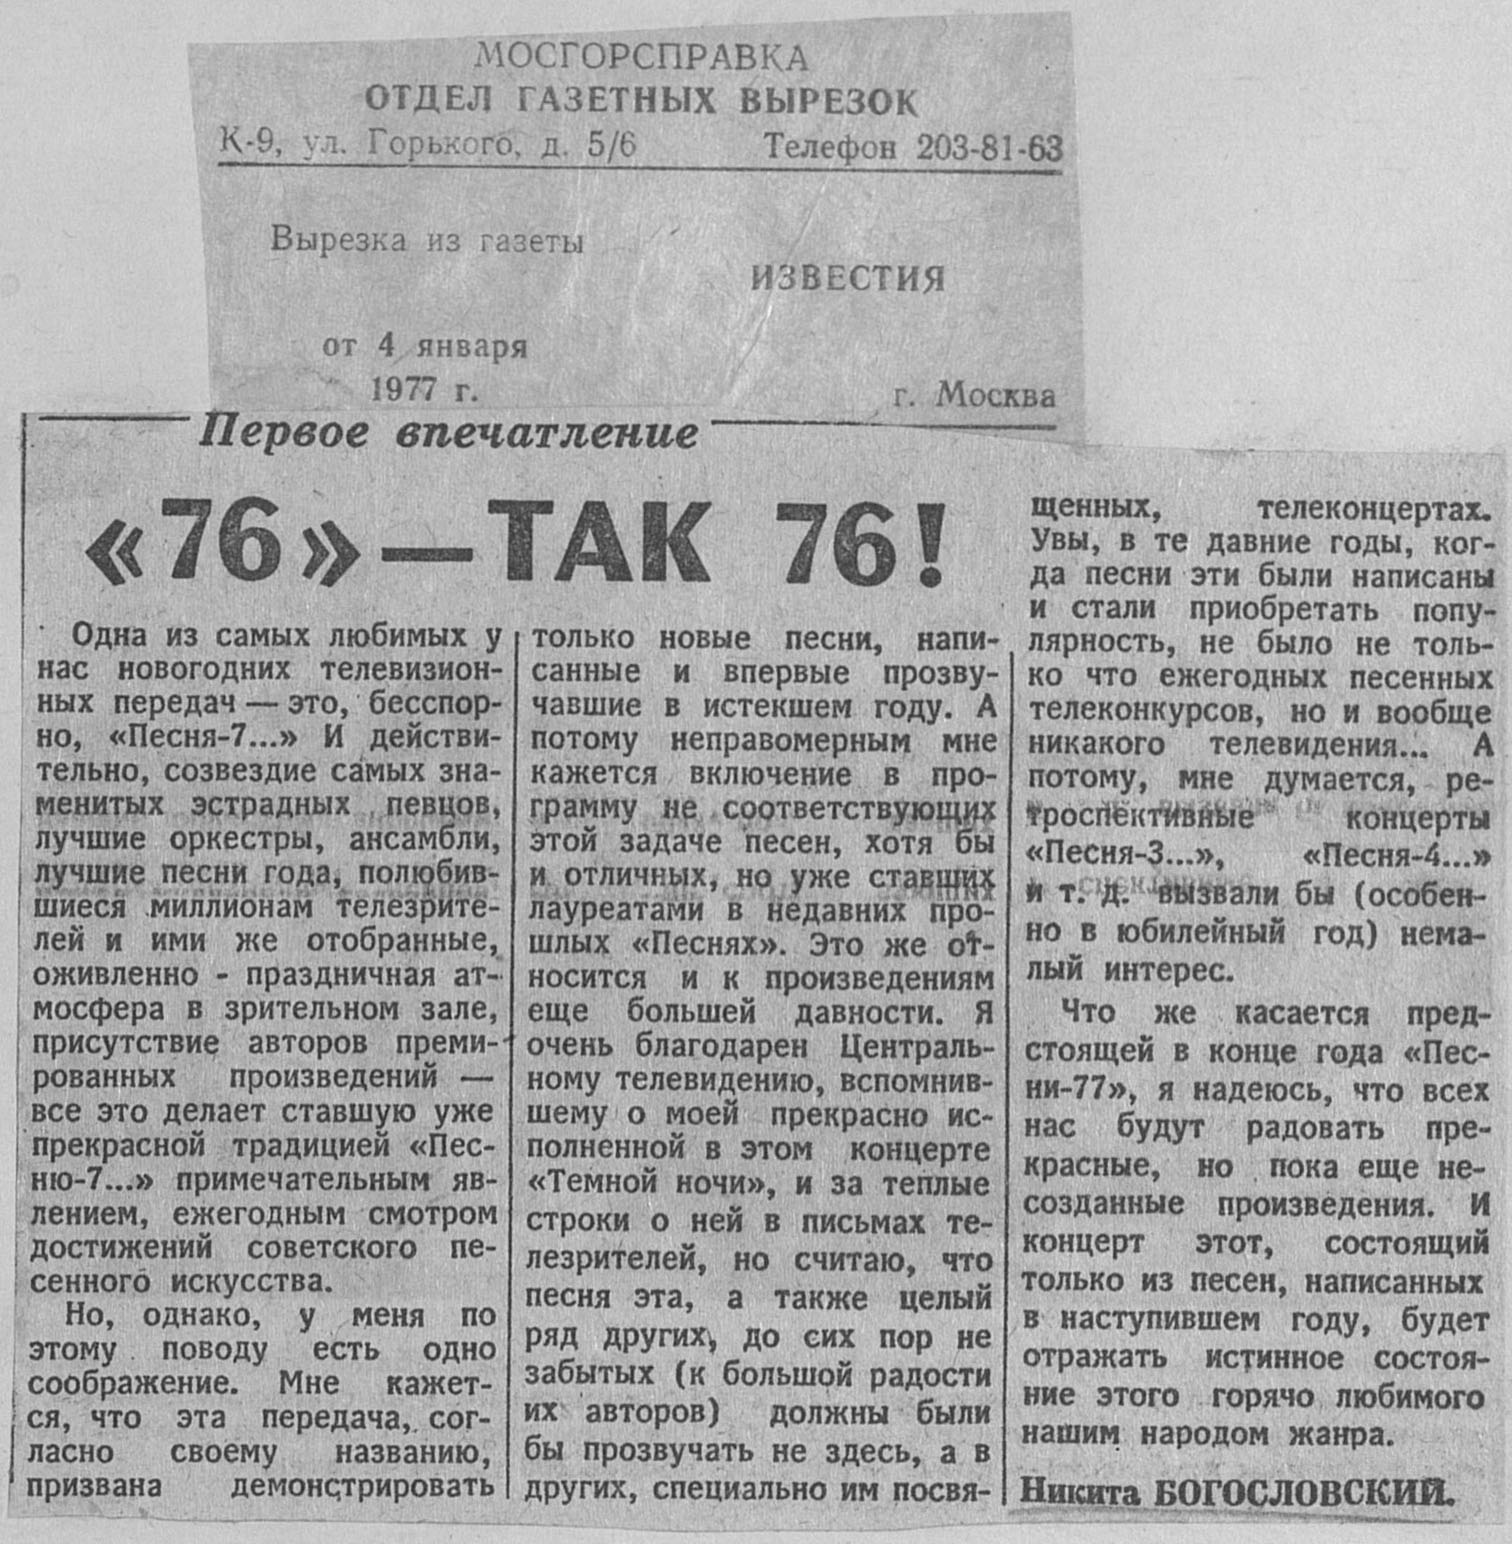 МОСГОРСПРАВКА
ОТДЕЛ ГАЗЕТНЫХ ВЫРЕЗОК
К-9, ул. Горького, д. 5/6 Телефон 203-81-63
Вырезка из газеты
ИЗВЕСТИЯ
от 4 января
1977 г.
г. Москва
Первое впечатление
«76» — ТАК 76!
Одна из самых любимых у
нас новогодних телевизион-
ных передач — это, бесспор-
но, «Песня-7...» И действи-
тельно, созвездие самых зна-
менитых эстрадных певцов,
лучшие оркестры, ансамбли,
лучшие песни года, полюбив-
шиеся миллионам телезрите-
лей и ими же отобранные,
оживленно - праздничная ат-
мосфера в зрительном зале,
присутствие авторов преми-
рованных произведений —
все это делает ставшую уже
прекрасной традицией «Пес-
ню-7...» примечательным яв-
лением, ежегодным смотром
достижений советского пе-
сенного искусства.
Но, однако, у меня по
этому поводу есть одно
соображение. Мне кажет-
ся, что эта передача, сог-
ласно своему названию,
призвана демонстрировать
только новые песни, напи-
санные и впервые прозву-
чавшие в истекшем году. А
потому неправомерным мне
кажется включение в про-
грамму не соответствующих
этой задаче песен, хотя бы
и отличных, но уже ставших
лауреатами в недавних про-
шлых «Песнях». Это же от-
носится и к произведениям
еще большей давности. Я
очень благодарен Централь-
ному телевидению, вспомнив-
шему о моей прекрасно ис-
полненной в этом концерте
«Темной ночи», и за теплые
строки о ней в письмах те-
лезрителей, но считаю, что
песня эта, а также целый
ряд других, до сих пор не
забытых (к большой радости
их авторов) должны были
бы прозвучать не здесь, а в
других, специально им посвя-
щенных, телеконцертах.
Увы, в те давние годы, ког-
да песни эти были написаны
и стали приобретать попу-
лярность, не было не толь-
ко что ежегодных песенных
телеконкурсов, но и вообще
никакого телевидения... А
потому, мне думается, ре-
троспективные концерты
«Песня-3...», «Песня-4...»
и т. д. вызвали бы (особен-
но в юбилейный год) нема-
лый интерес.
Что же касается пред-
стоящей в конце года «Пес-
ни-77», я надеюсь, что всех
нас будут радовать пре-
красные, но пока еще не-
созданные произведения. И
концерт этот, состоящий
только из песен, написанных
в наступившем году, будет
отражать истинное состоя-
ние этого горячо любимого
нашим народом жанра.
Никита БОГОСЛОВСКИЙ.